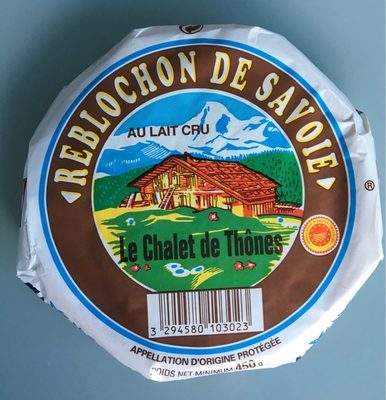 REBLOCHON DE SAVOIE
®
AU LAIT CRU
Le Chalet de Thônes
3 294580 103023
APPELLATION D'ORIGINE PROTÉGÉE
POIDS NET MINIMUM 450 g